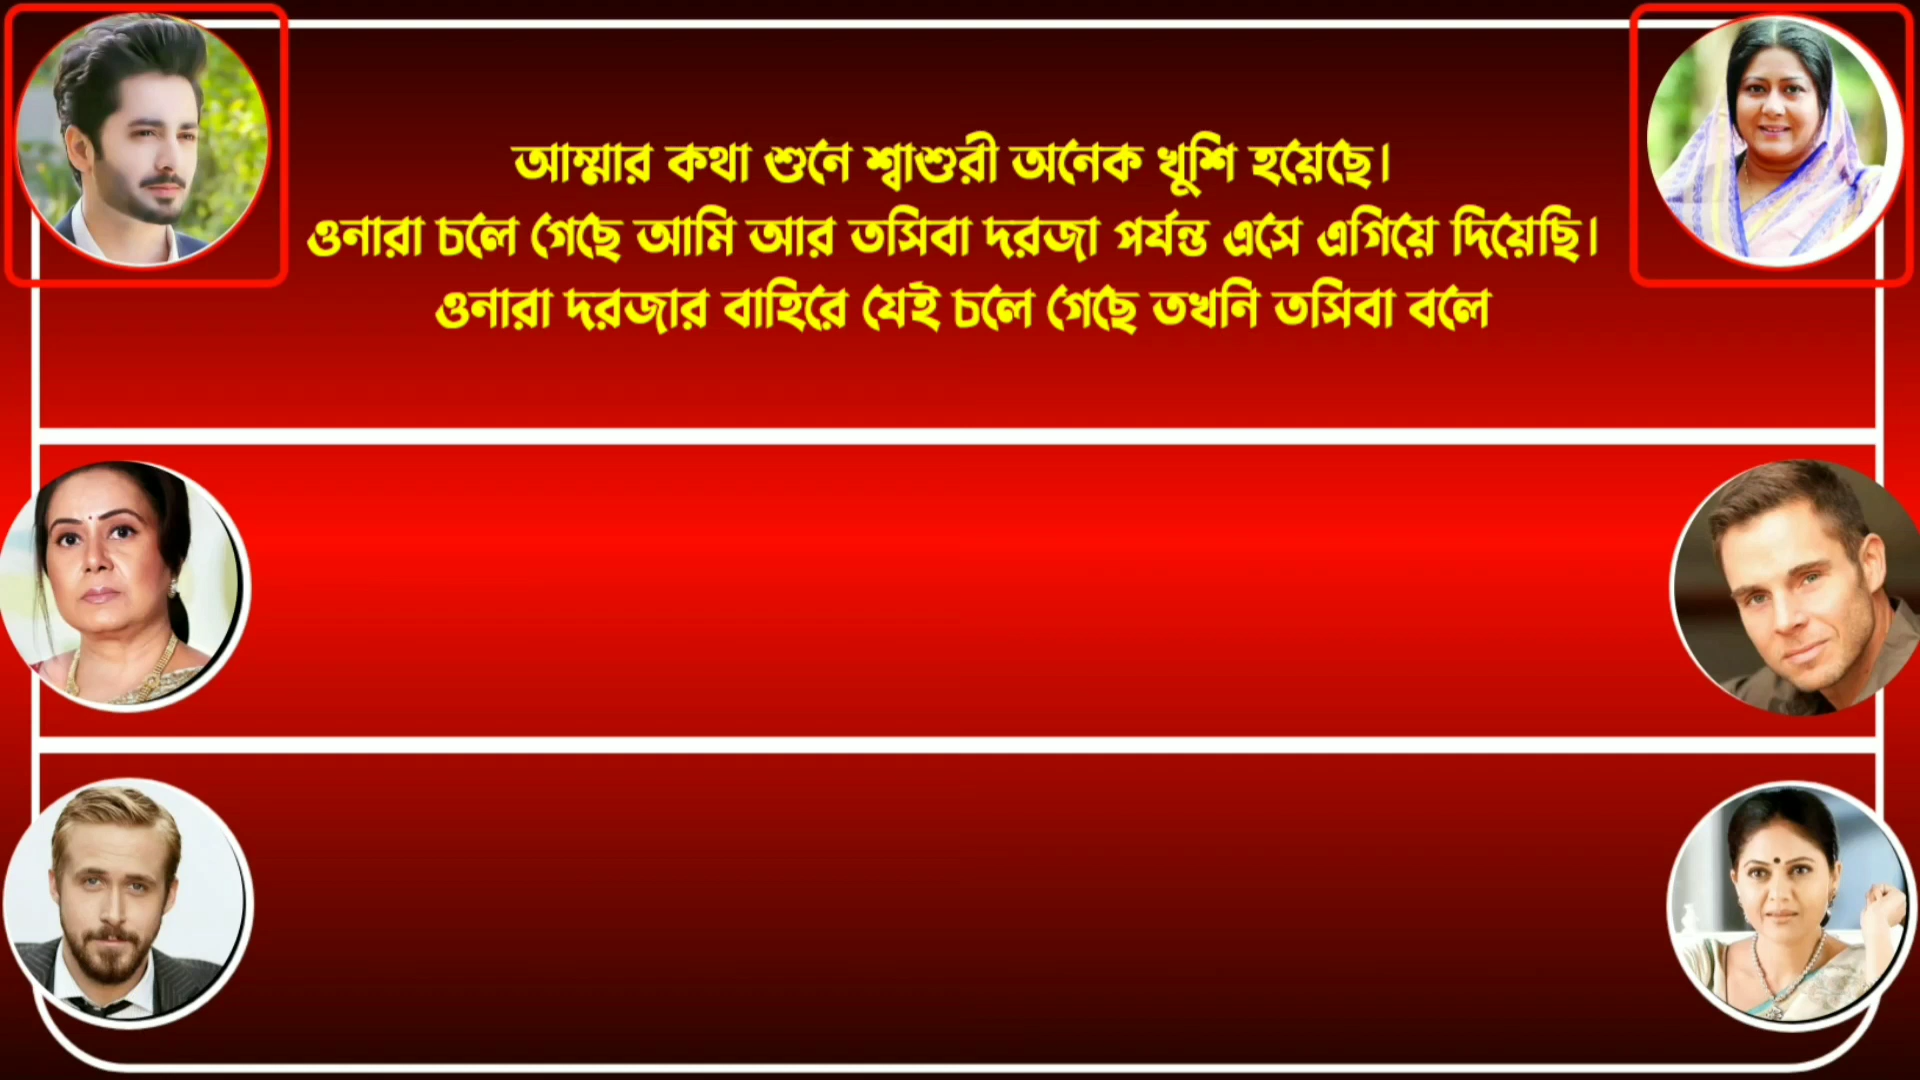 আম্মার কথা শুনে শ্বাশুরী অনেক খুশি হয়েছে।
ওনারা চলে গেছে আমি আর তসিবা দরজা পর্যন্ত এসে এগিয়ে দিয়েছি।
ওনারা দরজার বাহিরে যেই চলে গেছে তখনি তসিবা বলে